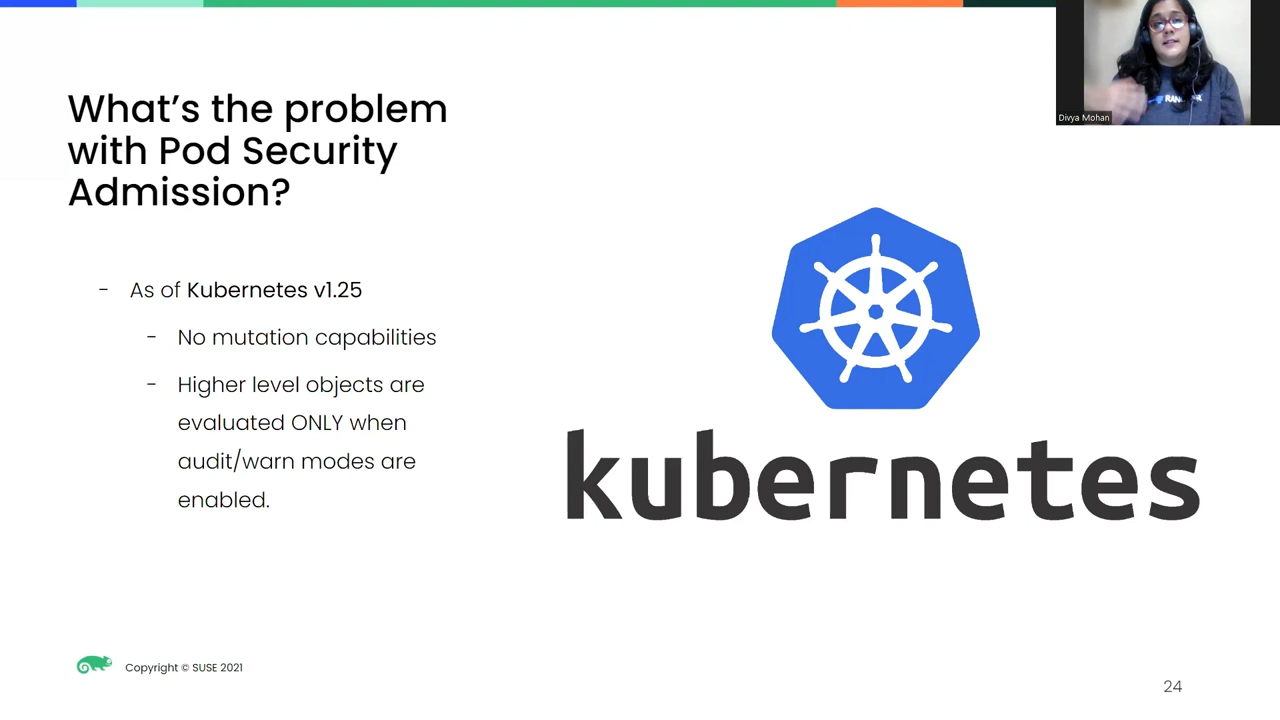 What's the problem
with Pod Security
Admission?
- As of Kubernetes v1.25
- No mutation capabilities
- Higher level objects are
evaluated ONLY when
audit/warn modes are
enabled.
kubernetes
Divya Mohan
Copyright © SUSE 2021
24